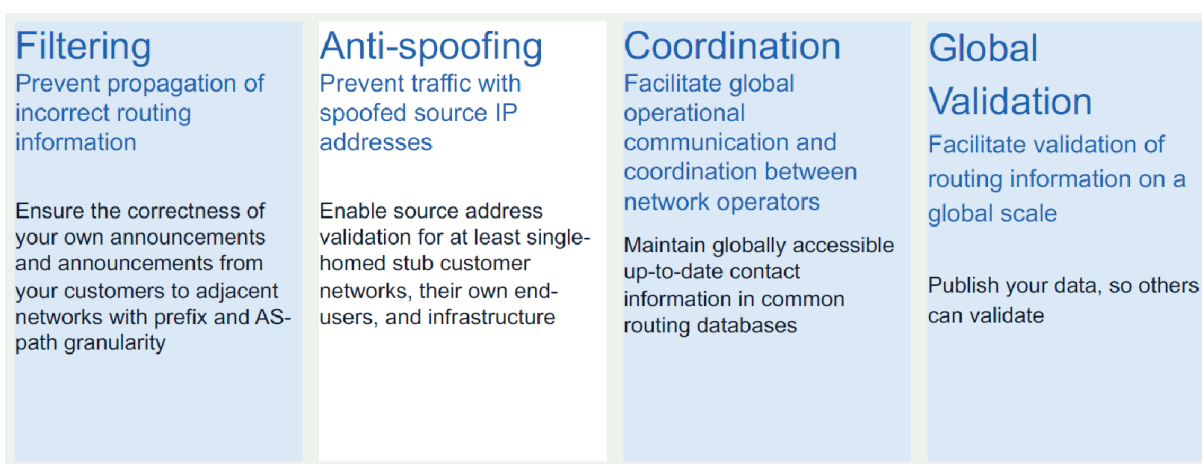 Filtering
Prevent propagation of
incorrect routing
information
Ensure the correctness of
your own announcements
and announcements from
your customers to adjacent
networks with prefix and AS-
path granularity
Anti-spoofing
Prevent traffic with
spoofed source IP
addresses
Enable source address
validation for at least single-
homed stub customer
networks, their own end-
users, and infrastructure
Coordination
Facilitate global
operational
communication and
coordination between
network operators
Maintain globally accessible
up-to-date contact
information in common
routing databases
Global
Validation
Facilitate validation of
routing information on a
global scale
Publish your data, so others
can validate